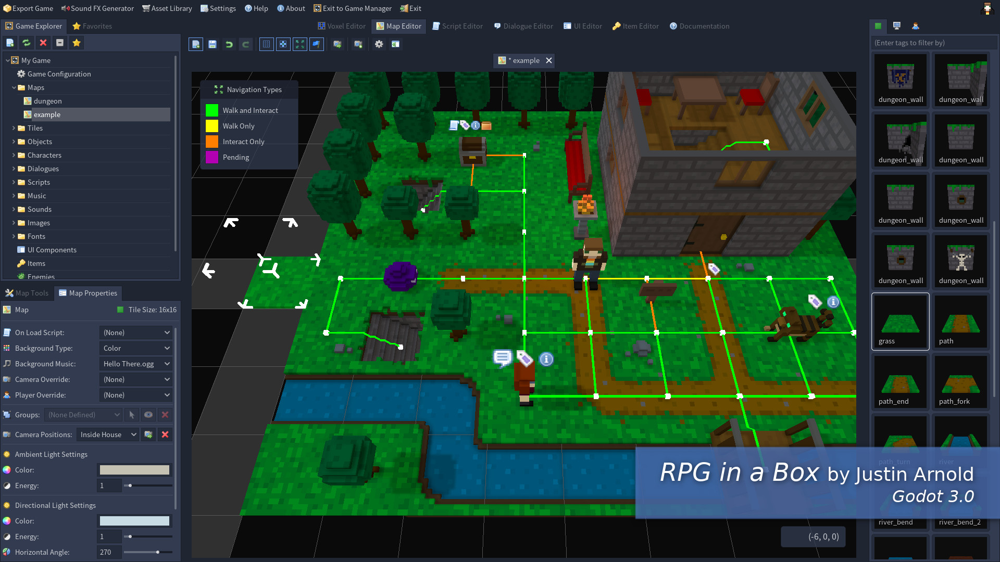 Export Game Sound FX Generator Asset Library Settings Help About Exit to Game Manager Exit
Game Explorer Favorites
Voxel Editor Map Editor Script Editor Dialogue Editor UI Editor Item Editor Documentation
* example
My Game
Game Configuration
Maps
dungeon
example
Tiles
Objects
Characters
Dialogues
Scripts
Music
Sounds
Images
Fonts
UI Components
Items
Enemies
Map Tools Map Properties
Map Tile Size: 16x16
On Load Script: (None)
Background Type: Color
Background Music: Hello There.ogg
Camera Override: (None)
Player Override: (None)
Groups: (None Defined)
Camera Positions: Inside House
Ambient Light Settings
Color:
Energy: 1
Directional Light Settings
Color:
Energy: 1
Horizontal Angle: 270
Navigation Types
Walk and Interact
Walk Only
Interact Only
Pending
(Enter tags to filter by)
dungeon_wall dungeon_wall
dungeon_wall dungeon_wall
dungeon_wall dungeon_wall
dungeon_wall dungeon_wall
grass path
path_end path_fork
path_turn river
river_bend river_bend_2
RPG in a Box by Justin Arnold
Godot 3.0
(-6, 0, 0)